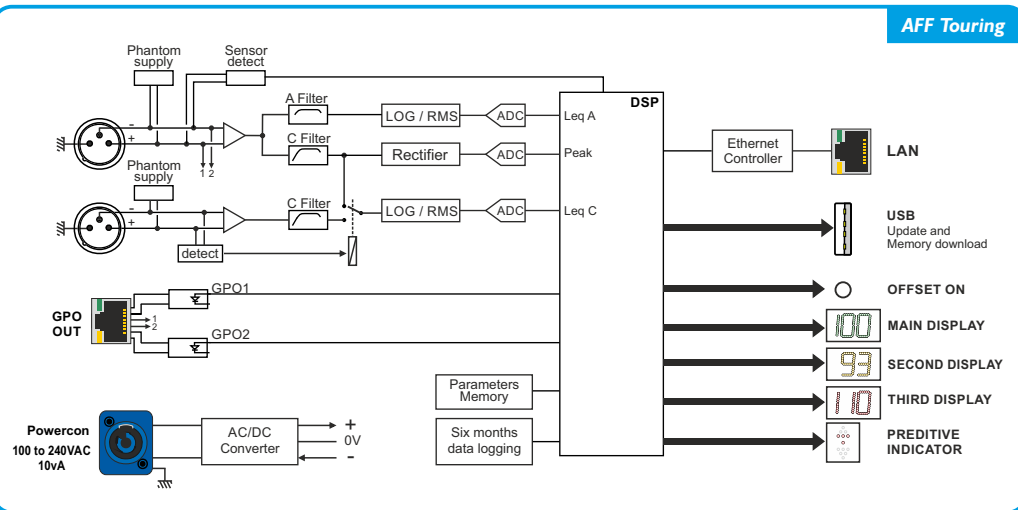 AFF Touring
Phantom
supply
Sensor
detect
A Filter
LOG / RMS
ADC
Leq A
DSP
-
+
C Filter
Rectifier
ADC
Peak
1 2
Ethernet
Controller
LAN
Phantom
supply
-
+
C Filter
LOG / RMS
ADC
Leq C
detect
USB
Update and
Memory download
GPO1
OFFSET ON
GPO
OUT
1
2
GPO2
100
MAIN DISPLAY
93
SECOND DISPLAY
Parameters
Memory
110
THIRD DISPLAY
Powercon
100 to 240VAC
10vA
AC/DC
Converter
+
0V
-
Six months
data logging
PREDITIVE
INDICATOR